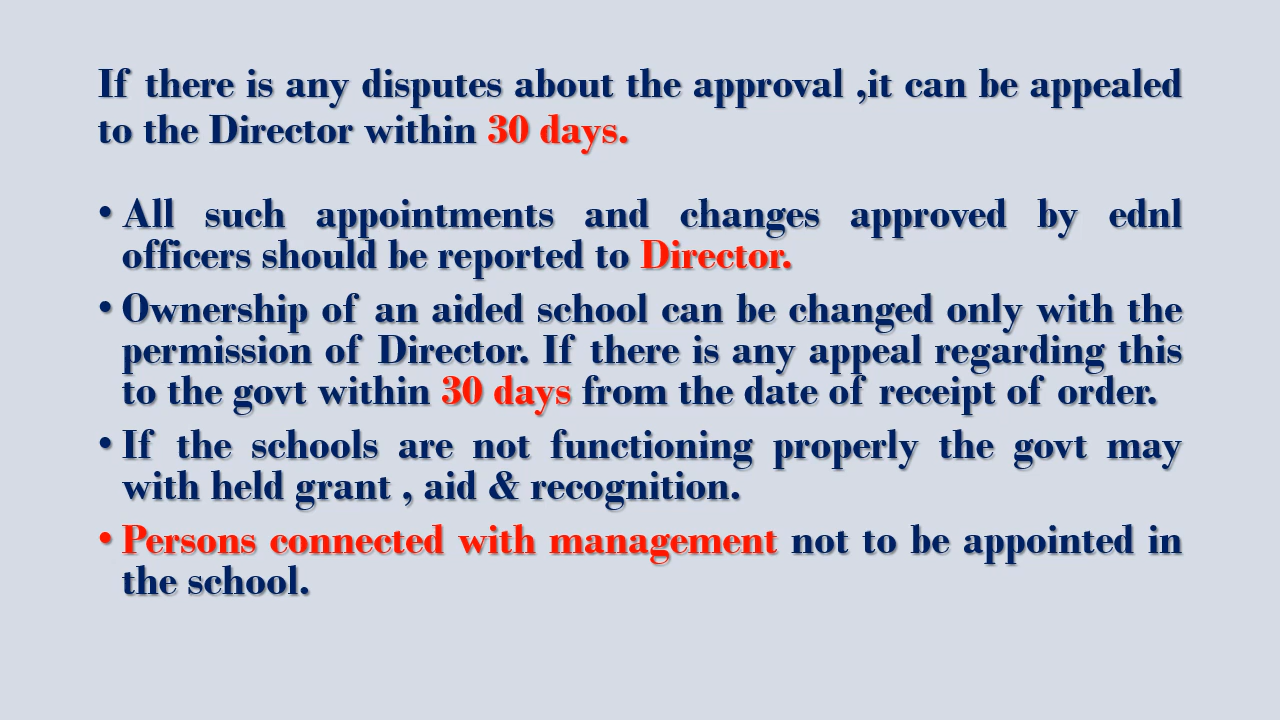 If there is any disputes about the approval ,it can be appealed
to the Director within 30 days.
• All such appointments and changes approved by ednl
officers should be reported to Director.
• Ownership of an aided school can be changed only with the
permission of Director. If there is any appeal regarding this
to the govt within 30 days from the date of receipt of order.
• If the schools are not functioning properly the govt may
with held grant , aid & recognition.
• Persons connected with management not to be appointed in
the school.